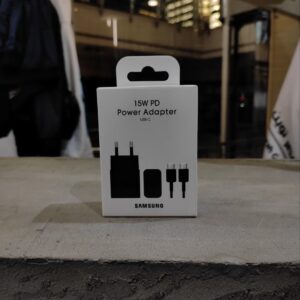 15W PD
Power Adapter
USB-C
SAMSUNG